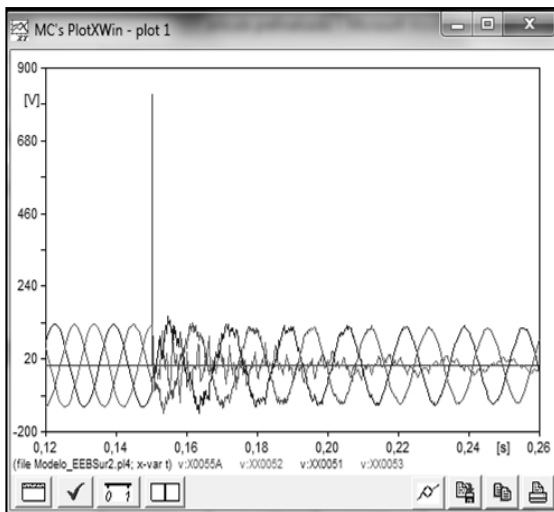 MC's PlotXWin - plot 1
900
[V]
680
460
240
20
-200
0,12 0,14 0,16 0,18 0,20 0,22 0,24 [s] 0,26
(file Modelo_EEBSur2.pl4; x-var t) v:X0055A v:XX0052 v:XX0051 v:XX0053